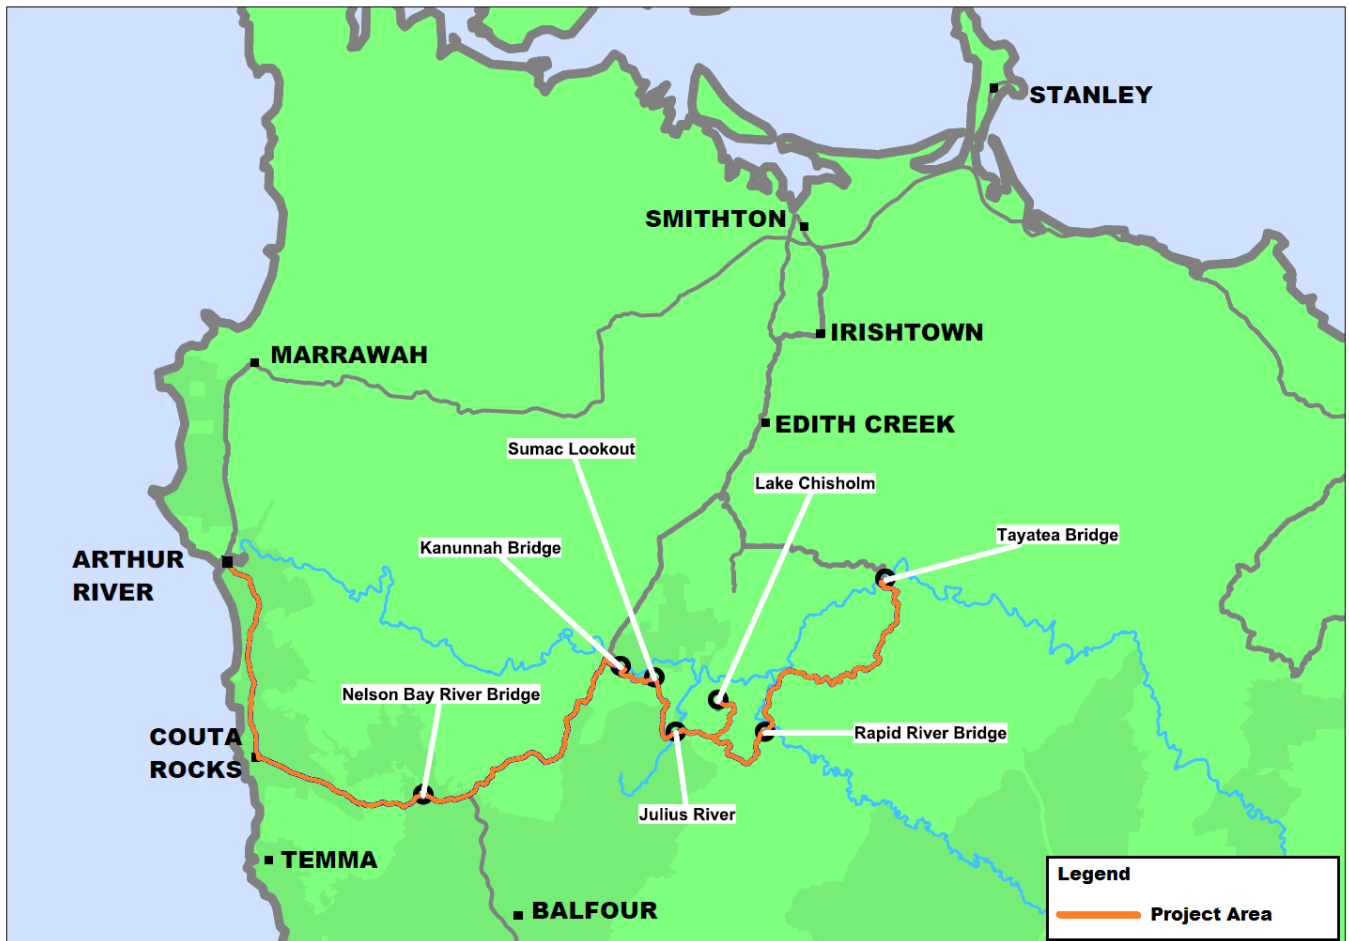 STANLEY
SMITHTON
IRISHTOWN
MARRAWAH
EDITH CREEK
Sumac Lookout
Lake Chisholm
Tayatea Bridge
Kanunnah Bridge
ARTHUR
RIVER
Nelson Bay River Bridge
Rapid River Bridge
COUTA
ROCKS
Julius River
TEMMA
BALFOUR
Legend
Project Area